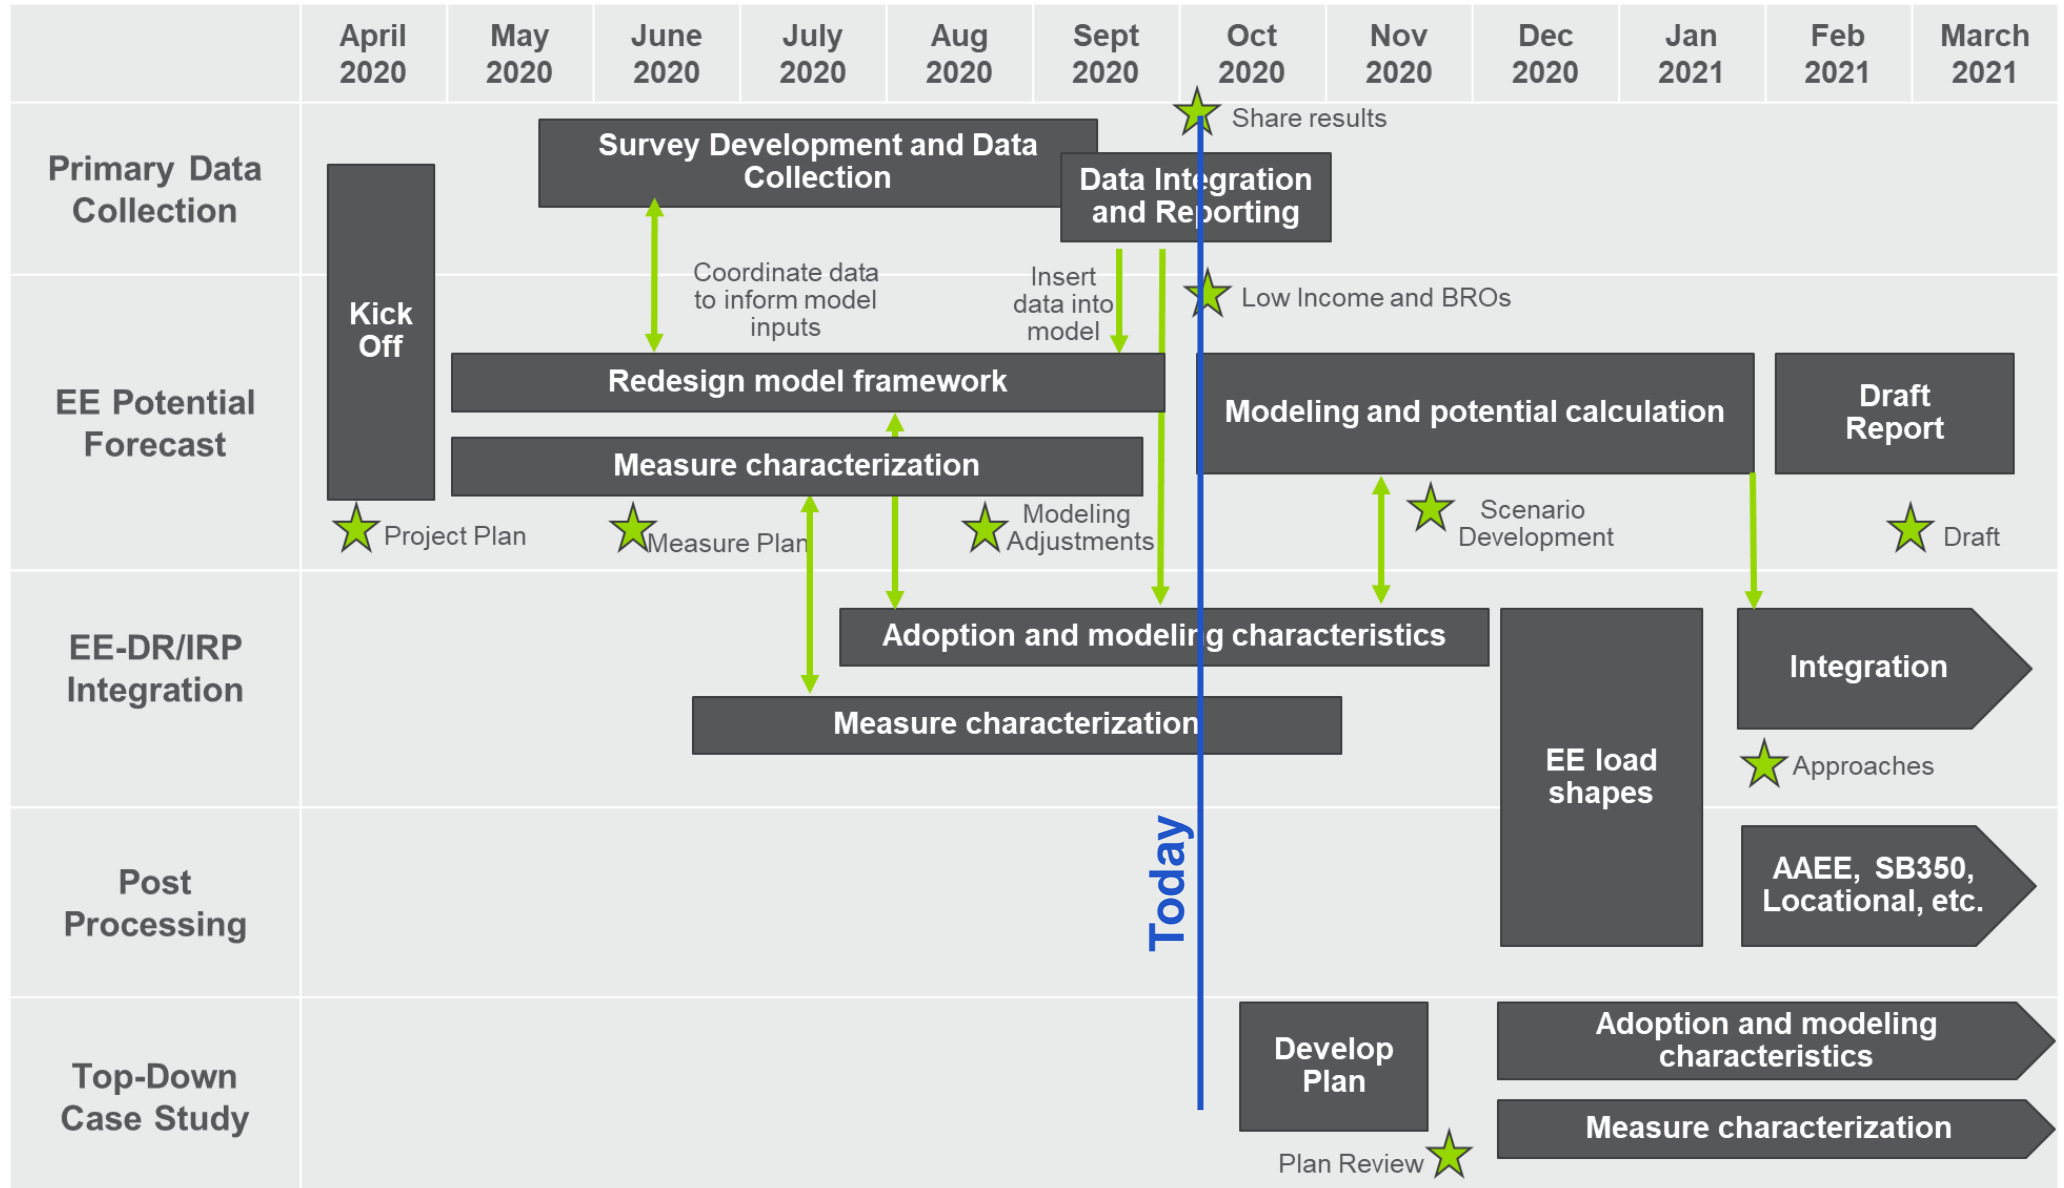 April
2020
May
2020
June
2020
July
2020
Aug
2020
Sept
2020
Oct
2020
Nov
2020
Dec
2020
Jan
2021
Feb
2021
March
2021
Primary Data
Collection
Survey Development and Data
Collection
Share results
Data Integration
and Reporting
Kick
Off
Coordinate data
to inform model
inputs
Insert
data into
model
Low Income and BROs
EE Potential
Forecast
Redesign model framework
Measure characterization
Modeling and potential calculation
Draft
Report
Project Plan
Measure Plan
Modeling
Adjustments
Scenario
Development
Draft
EE-DR/IRP
Integration
Adoption and modeling characteristics
Measure characterization
EE load
shapes
Integration
Approaches
Today
Post
Processing
AAEE, SB350,
Locational, etc.
Top-Down
Case Study
Develop
Plan
Plan Review
Adoption and modeling
characteristics
Measure characterization